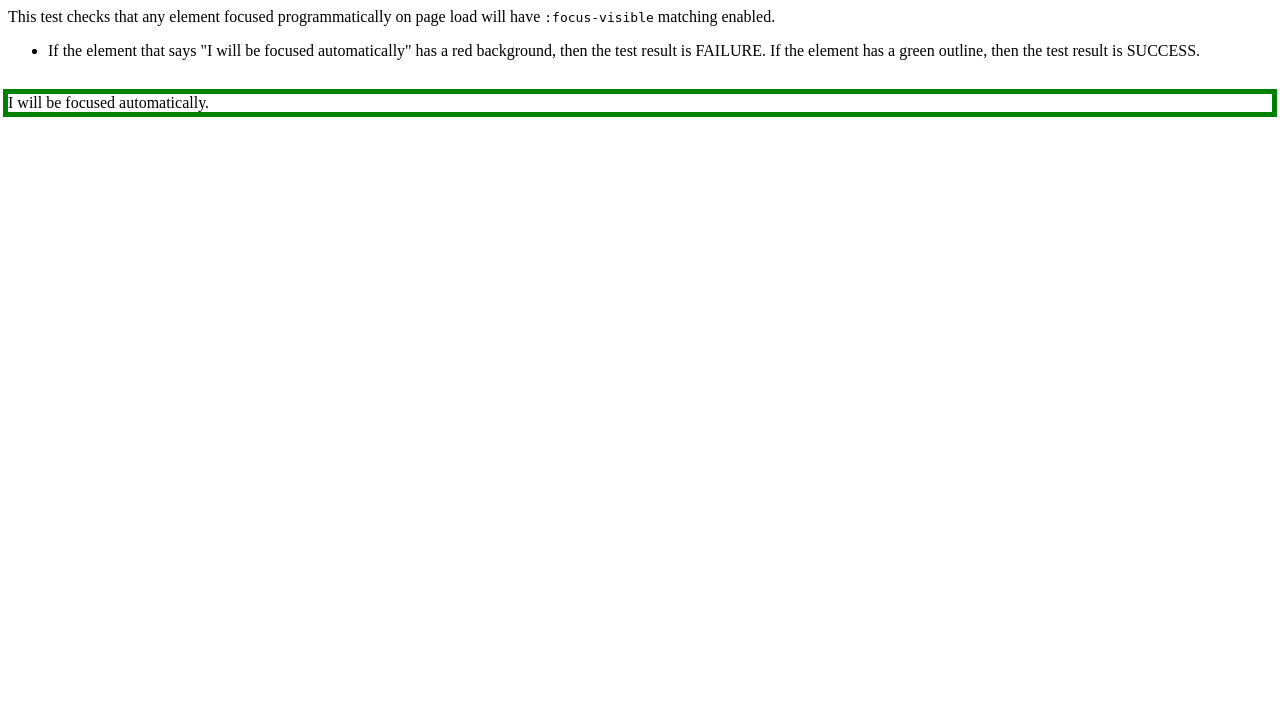 This test checks that any element focused programmatically on page load will have :focus-visible matching enabled.
If the element that says "I will be focused automatically" has a red background, then the test result is FAILURE. If the element has a green outline, then the test result is SUCCESS.
I will be focused automatically.